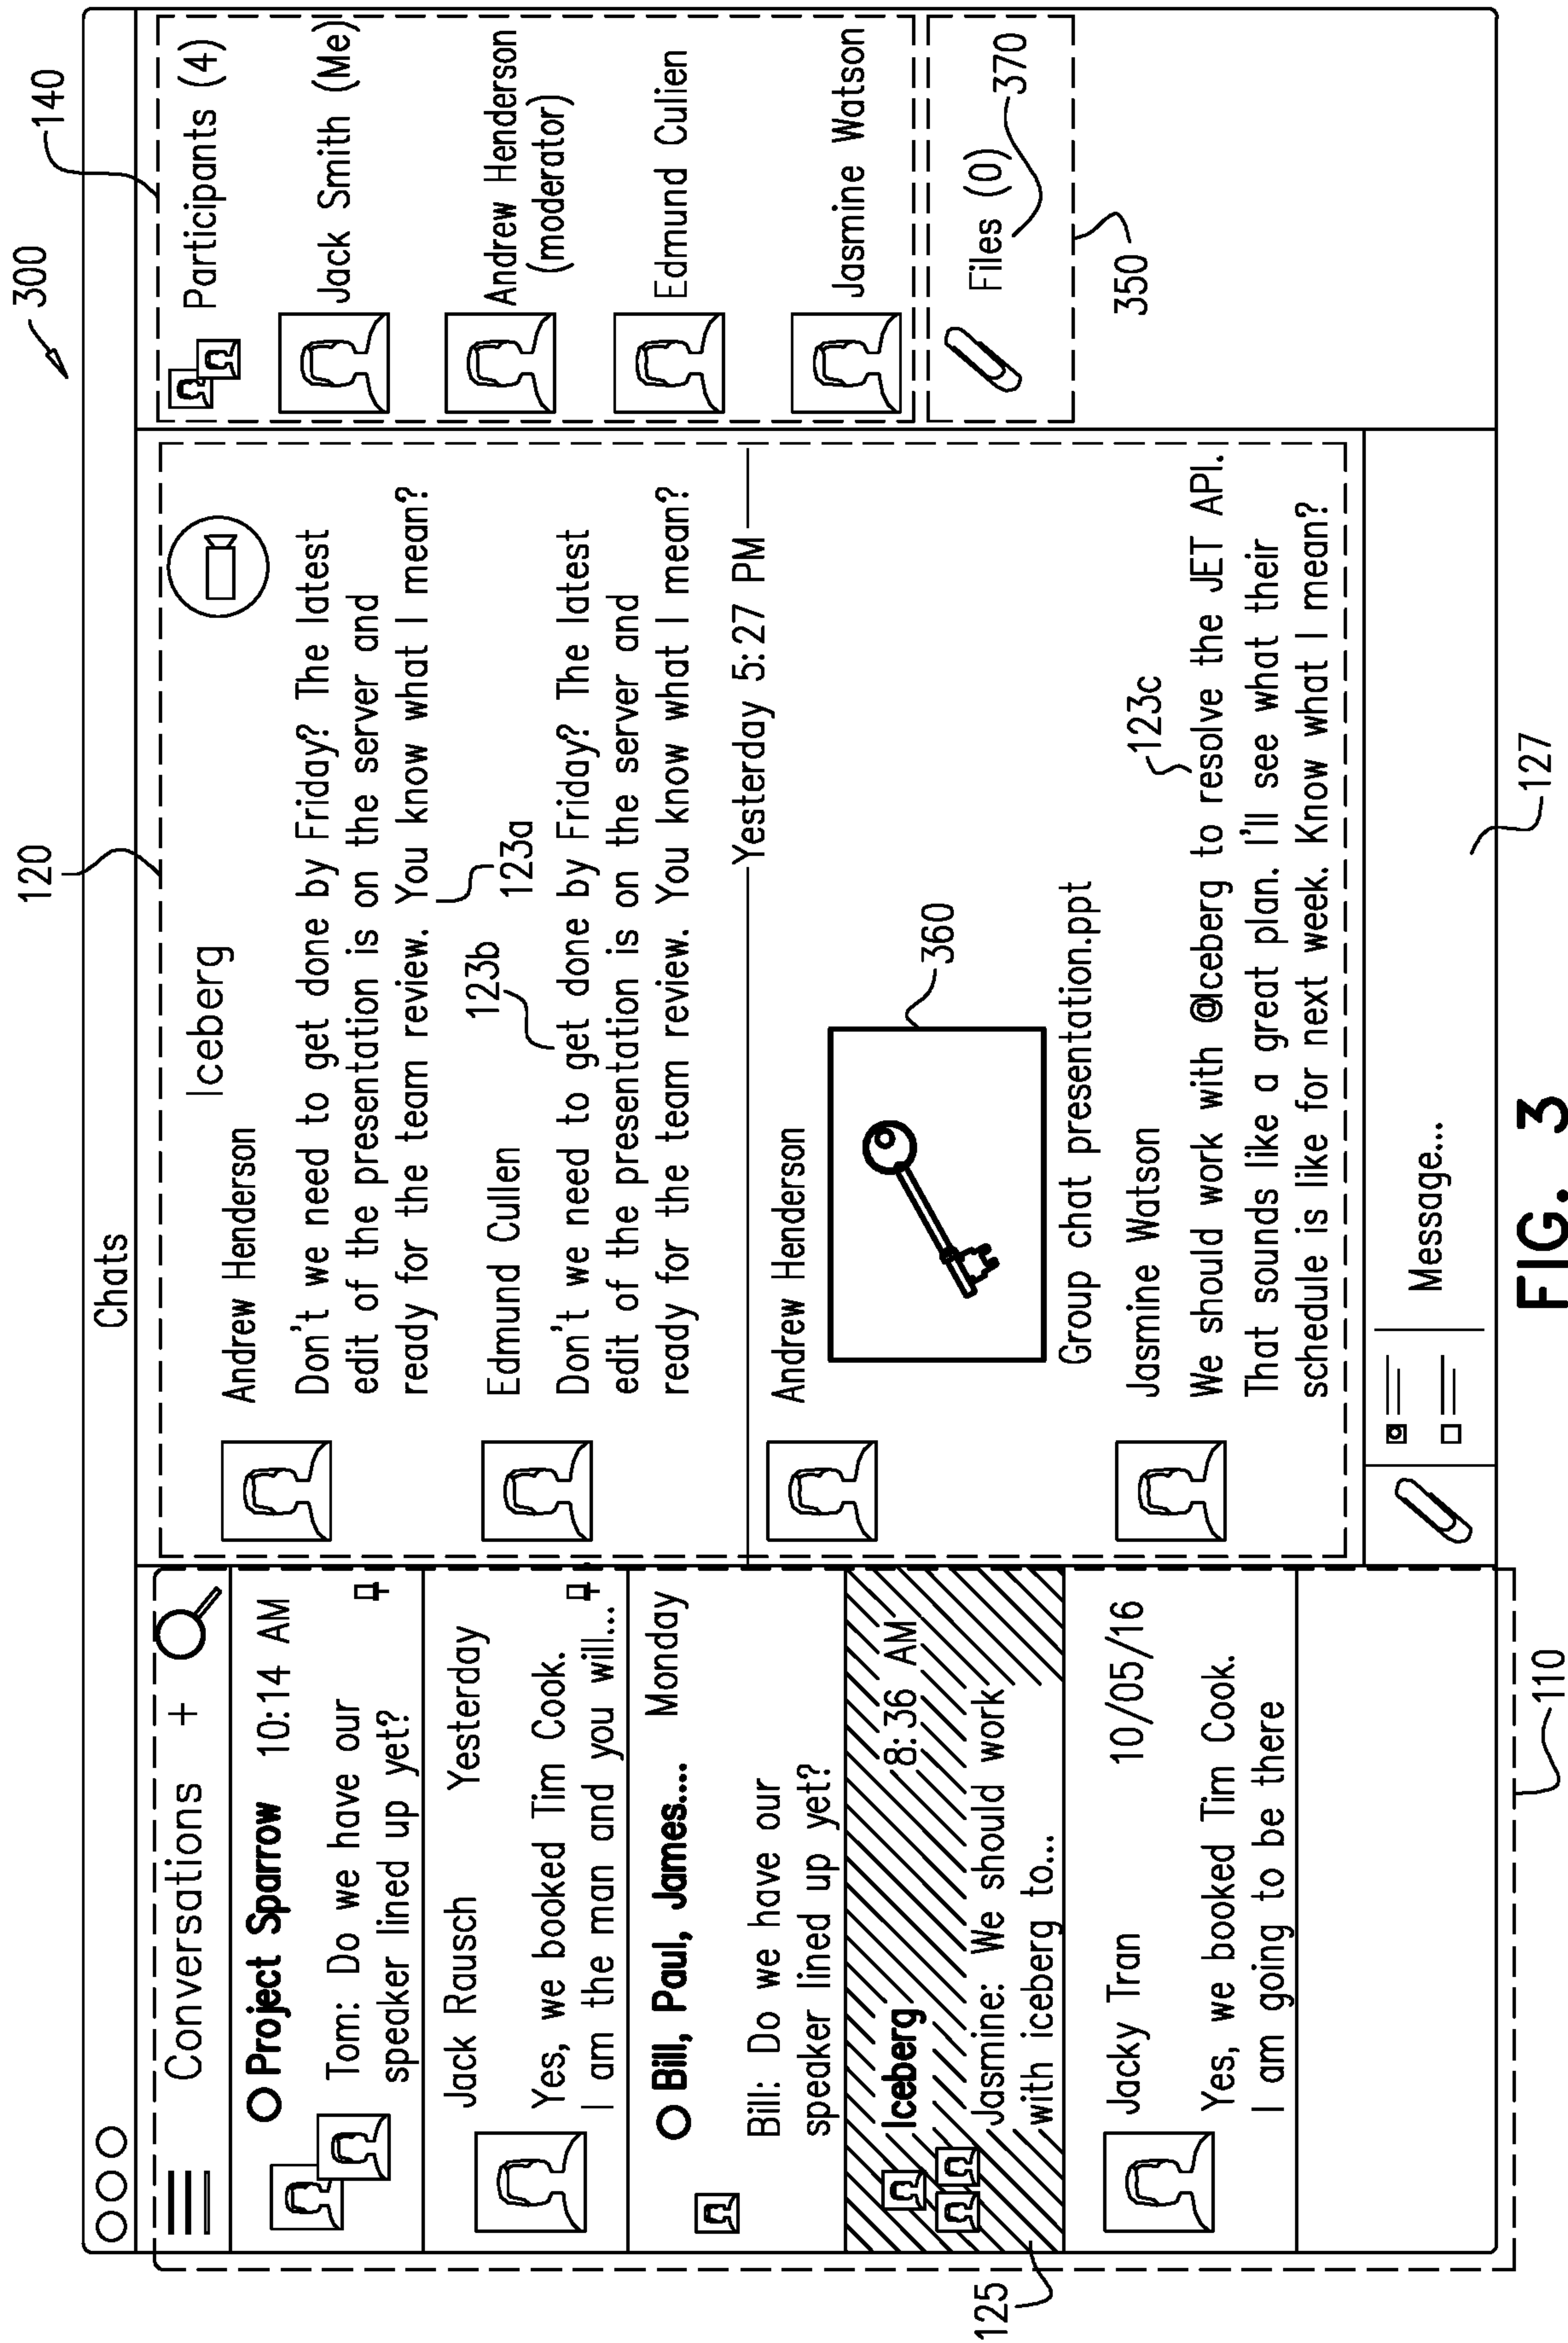 300
120
140
Chats
Conversations +
Project Sparrow 10:14 AM
Tom: Do we have our
speaker lined up yet?
Jack Rausch Yesterday
Yes, we booked Tim Cook.
I am the man and you will...
Bill, Paul, James.... Monday
Bill: Do we have our
speaker lined up yet?
Iceberg 8:36 AM
Jasmine: We should work
with iceberg to...
125
Jacky Tran 10/05/16
Yes, we booked Tim Cook.
I am going to be there
110
Iceberg
Andrew Henderson
Don't we need to get done by Friday? The latest
edit of the presentation is on the server and
ready for the team review. You know what I mean?
123a
123b
Edmund Cullen
Don't we need to get done by Friday? The latest
edit of the presentation is on the server and
ready for the team review. You know what I mean?
Yesterday 5:27 PM
Andrew Henderson
360
Group chat presentation.ppt
Jasmine Watson
123c
We should work with @Iceberg to resolve the JET API.
That sounds like a great plan. I'll see what their
schedule is like for next week. Know what I mean?
Message...
127
Participants (4)
Jack Smith (Me)
Andrew Henderson
(moderator)
Edmund Culien
Jasmine Watson
Files (0)
370
350
FIG. 3